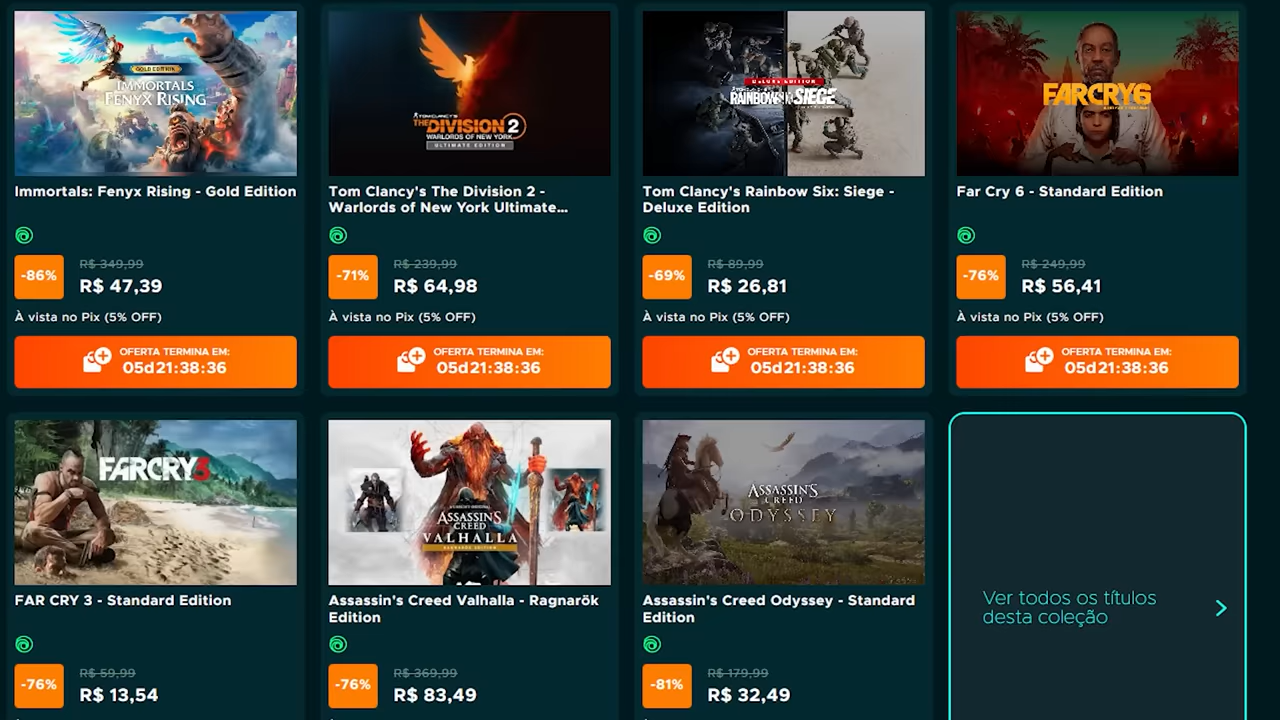 GOLD EDITION
IMMORTALS
FENYX RISING
Immortals: Fenyx Rising - Gold Edition
-86%
R$ 349,99
R$ 47,39
À vista no Pix (5% OFF)
OFERTA TERMINA EM:
05d21:38:36
TOM CLANCY'S
THE DIVISION 2
WARLORDS OF NEW YORK
ULTIMATE EDITION
Tom Clancy's The Division 2 -
Warlords of New York Ultimate...
-71%
R$ 239,99
R$ 64,98
À vista no Pix (5% OFF)
OFERTA TERMINA EM:
05d21:38:36
DELUXE EDITION
RAINBOW SIX SIEGE
Tom Clancy's Rainbow Six: Siege -
Deluxe Edition
-69%
R$ 89,99
R$ 26,81
À vista no Pix (5% OFF)
OFERTA TERMINA EM:
05d21:38:36
FARCRY6
Far Cry 6 - Standard Edition
-76%
R$ 249,99
R$ 56,41
À vista no Pix (5% OFF)
OFERTA TERMINA EM:
05d21:38:36
FARCRY3
FAR CRY 3 - Standard Edition
-76%
R$ 59,99
R$ 13,54
ASSASSIN'S
CREED
VALHALLA
RAGNARÖK EDITION
Assassin's Creed Valhalla - Ragnarök
Edition
-76%
R$ 369,99
R$ 83,49
ASSASSIN'S
CREED
ODYSSEY
Assassin's Creed Odyssey - Standard
Edition
-81%
R$ 179,99
R$ 32,49
Ver todos os títulos
desta coleção